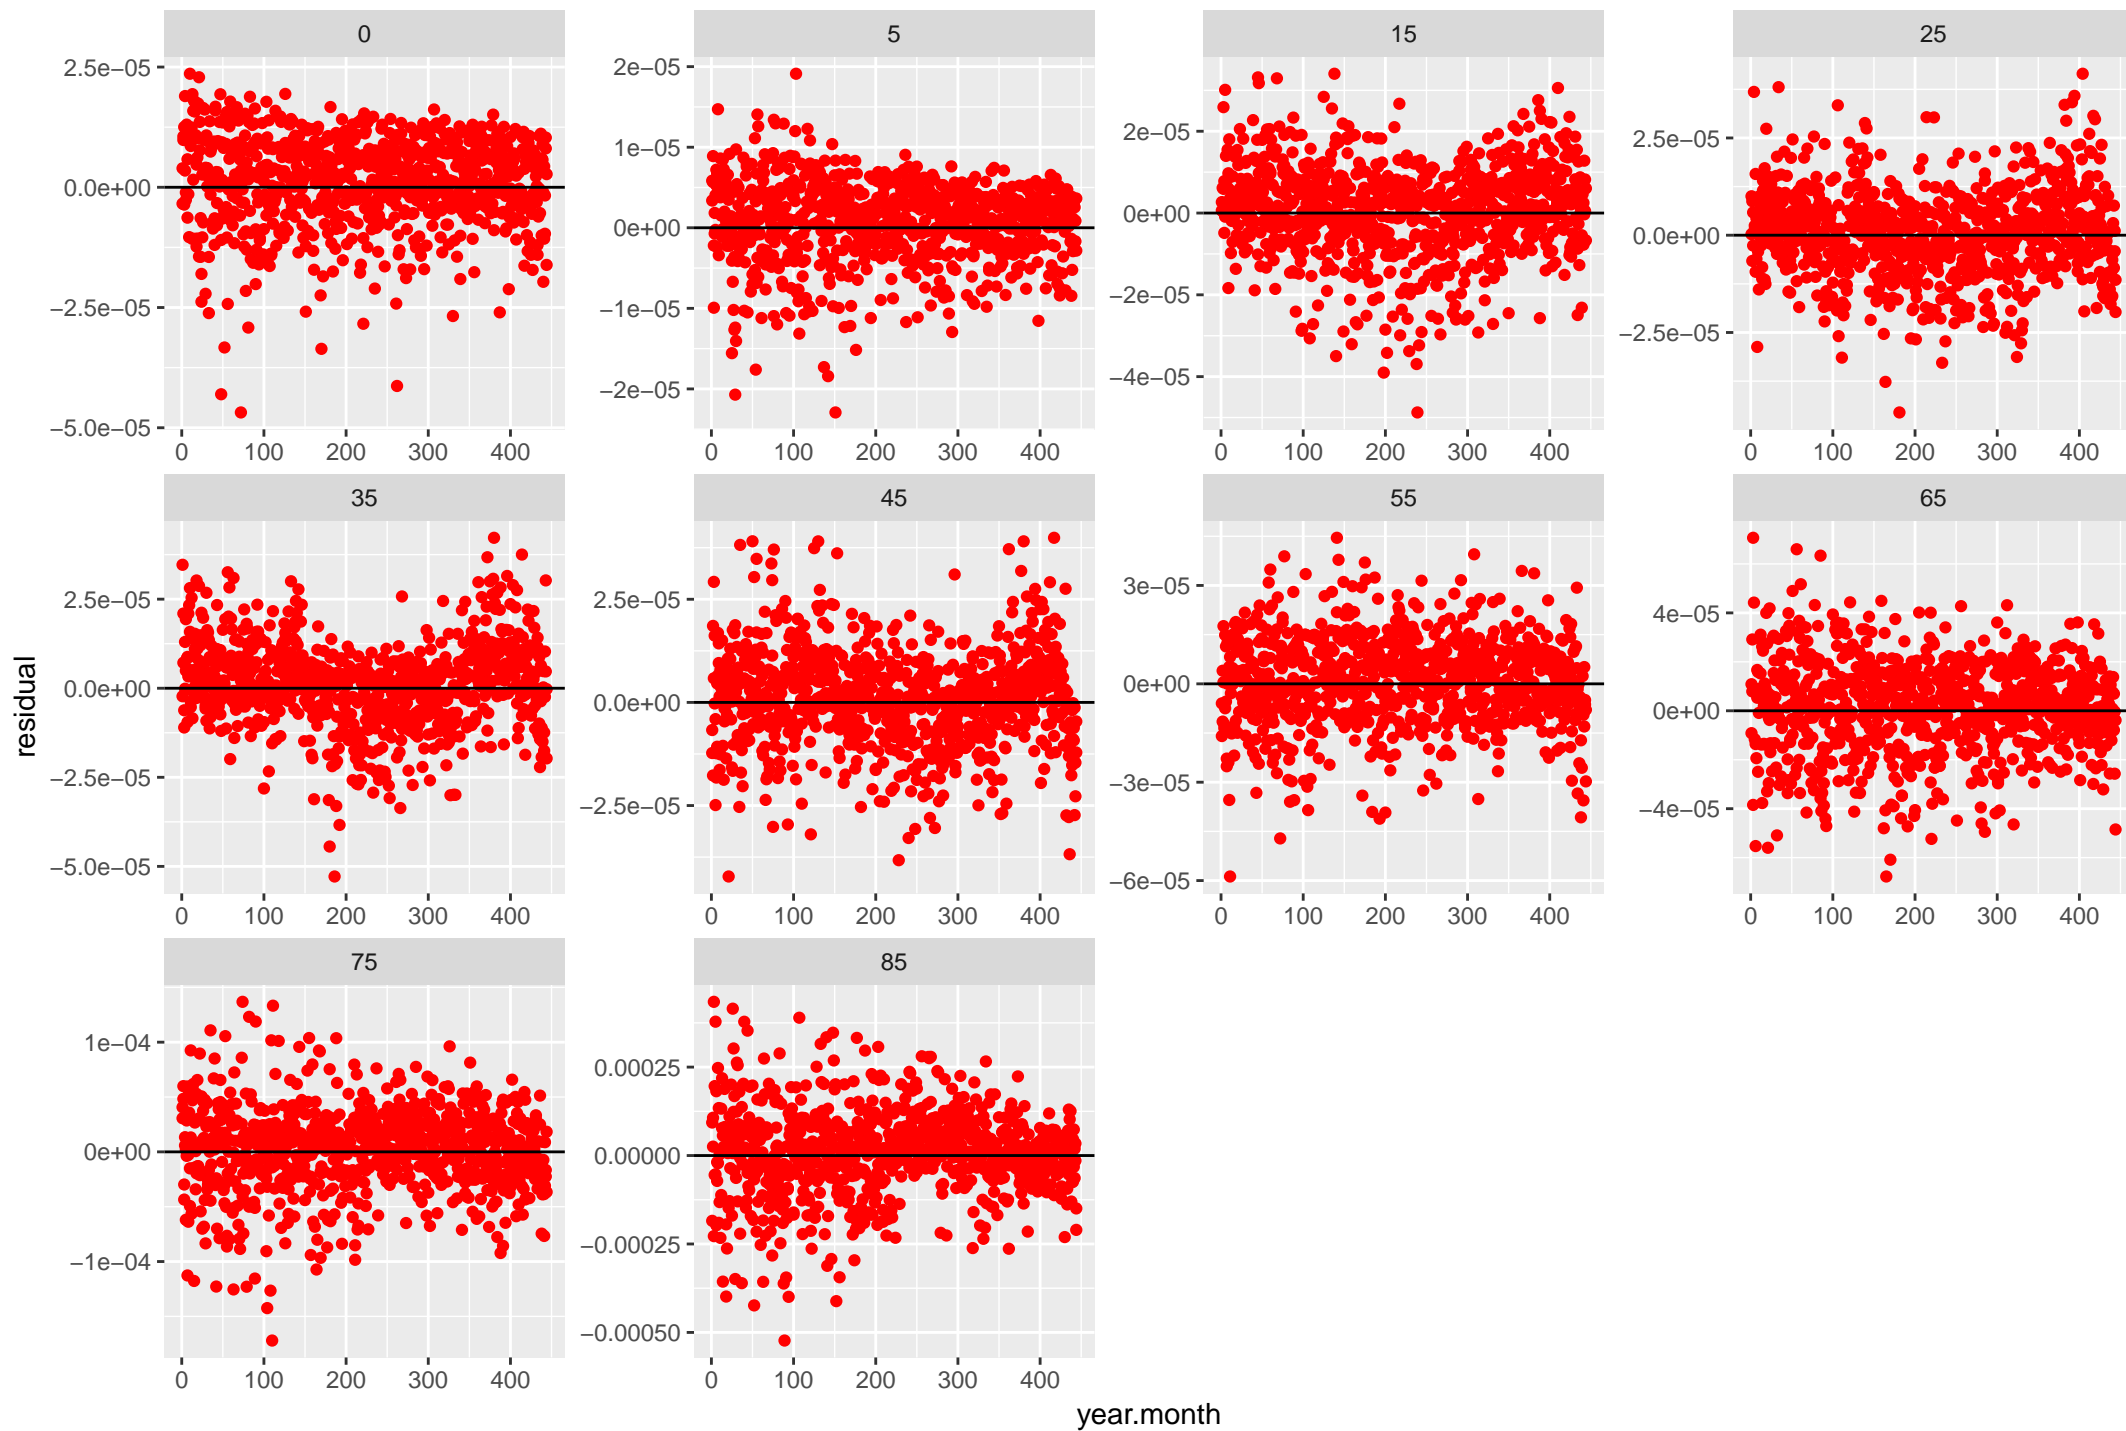 0 5 15 25
2.5e−05 0.0e+00 −2.5e−05 −5.0e−05
2e−05 1e−05 0e+00 −1e−05 −2e−05
2e−05 0e+00 −2e−05 −4e−05
2.5e−05 0.0e+00 −2.5e−05
0 100 200 300 400 0 100 200 300 400 0 100 200 300 400 0 100 200 300 400
35 45 55 65
2.5e−05 0.0e+00 −2.5e−05 −5.0e−05
2.5e−05 0.0e+00 −2.5e−05
3e−05 0e+00 −3e−05 −6e−05
4e−05 0e+00 −4e−05
0 100 200 300 400 0 100 200 300 400 0 100 200 300 400 0 100 200 300 400
75 85
1e−04 0e+00 −1e−04
0.00025 0.00000 −0.00025 −0.00050
0 100 200 300 400 0 100 200 300 400
residual
year.month